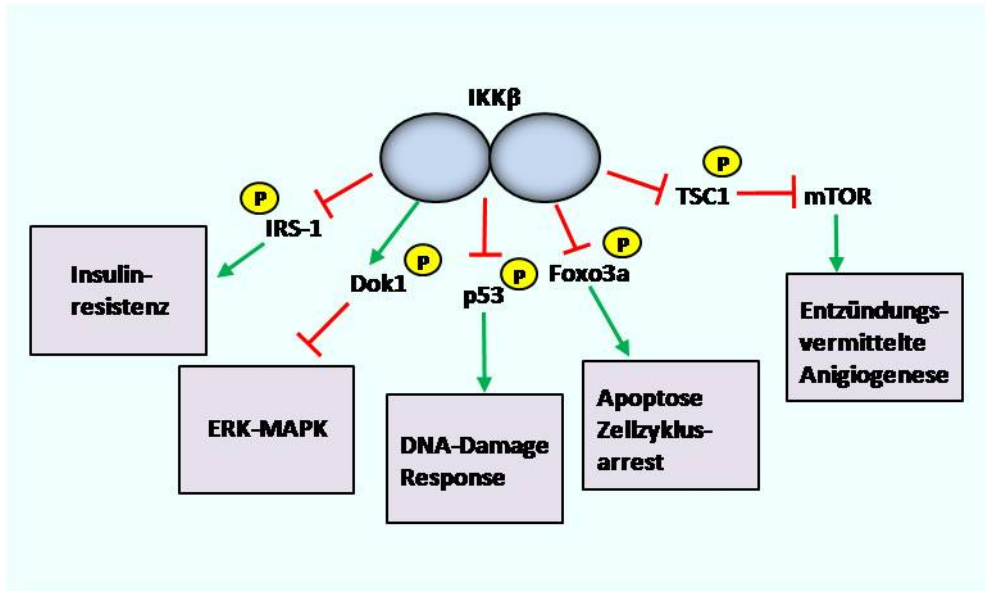 IKKβ
P
TSC1
mTOR
P
IRS-1
P
Dok1
P
p53
P
Foxo3a
Insulin-
resistenz
ERK-MAPK
DNA-Damage
Response
Apoptose
Zellzyklus-
arrest
Entzündungs-
vermittelte
Anigiogenese